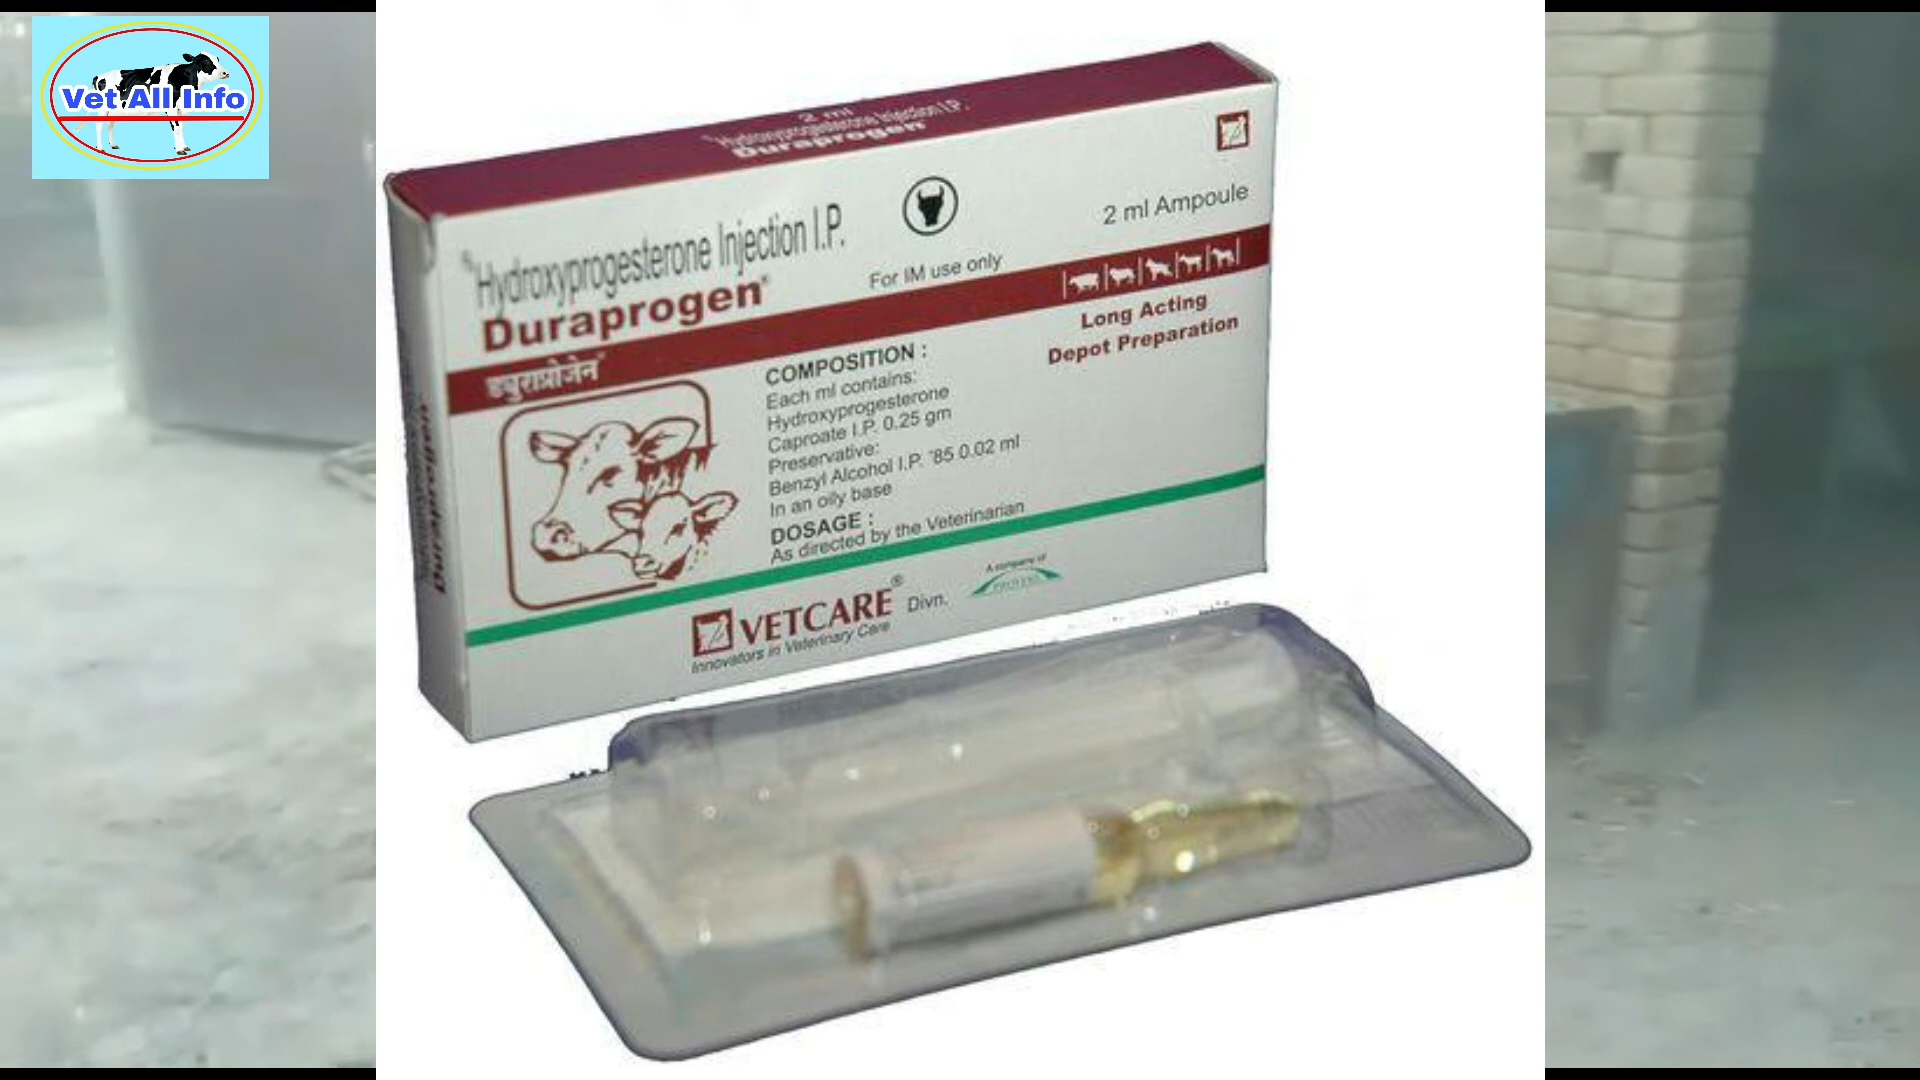 Vet All Info
2 ml
Hydroxyprogesterone Injection I.P.
Duraprogen
2 ml Ampoule
Hydroxyprogesterone Injection I.P.
Duraprogen®
For IM use only
ड्युराप्रोजेन
Long Acting
Depot Preparation
COMPOSITION :
Each ml contains:
Hydroxyprogesterone
Caproate I.P. 0.25 gm
Preservative:
Benzyl Alcohol I.P. '85 0.02 ml
In an oily base
DOSAGE :
As directed by the Veterinarian
VETCARE® Divn.
Innovators in Veterinary Care
A company of